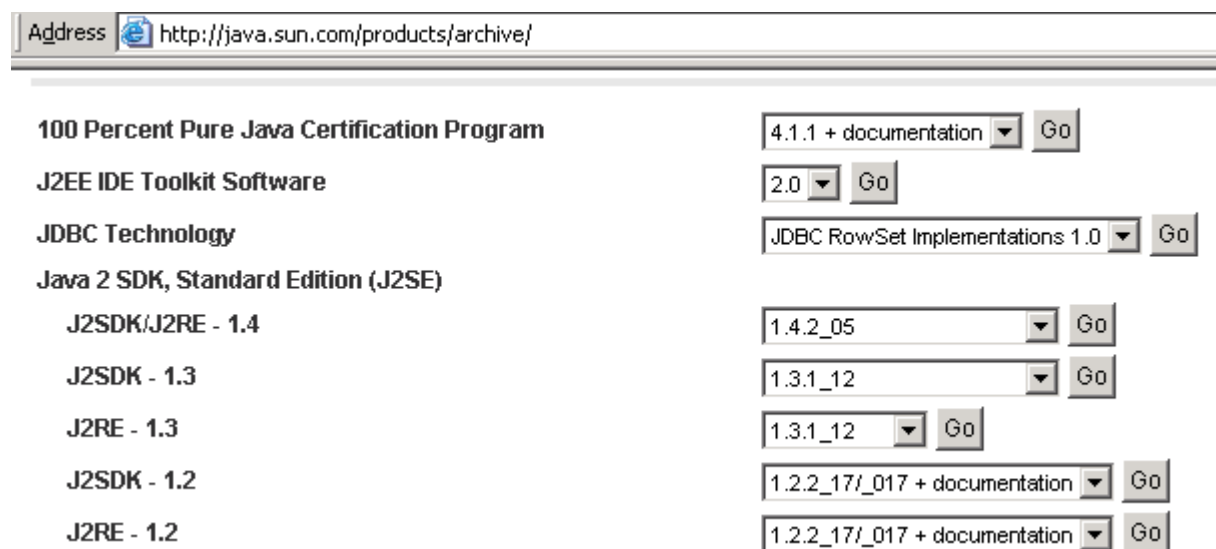 Address http://java.sun.com/products/archive/
100 Percent Pure Java Certification Program 4.1.1 + documentation Go
J2EE IDE Toolkit Software 2.0 Go
JDBC Technology JDBC RowSet Implementations 1.0 Go
Java 2 SDK, Standard Edition (J2SE)
J2SDK/J2RE - 1.4 1.4.2_05 Go
J2SDK - 1.3 1.3.1_12 Go
J2RE - 1.3 1.3.1_12 Go
J2SDK - 1.2 1.2.2_17/_017 + documentation Go
J2RE - 1.2 1.2.2_17/_017 + documentation Go